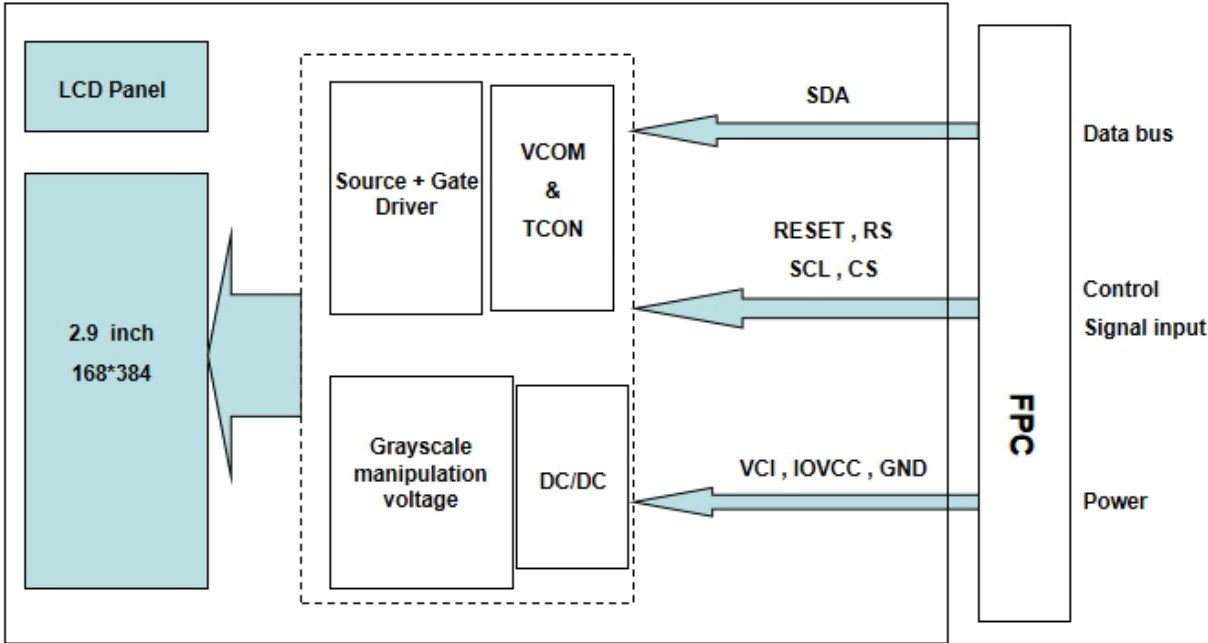 LCD Panel
2.9 inch
168*384
Source + Gate
Driver
VCOM
&
TCON
Grayscale
manipulation
voltage
DC/DC
SDA
RESET , RS
SCL , CS
VCI , IOVCC , GND
FPC
Data bus
Control
Signal input
Power